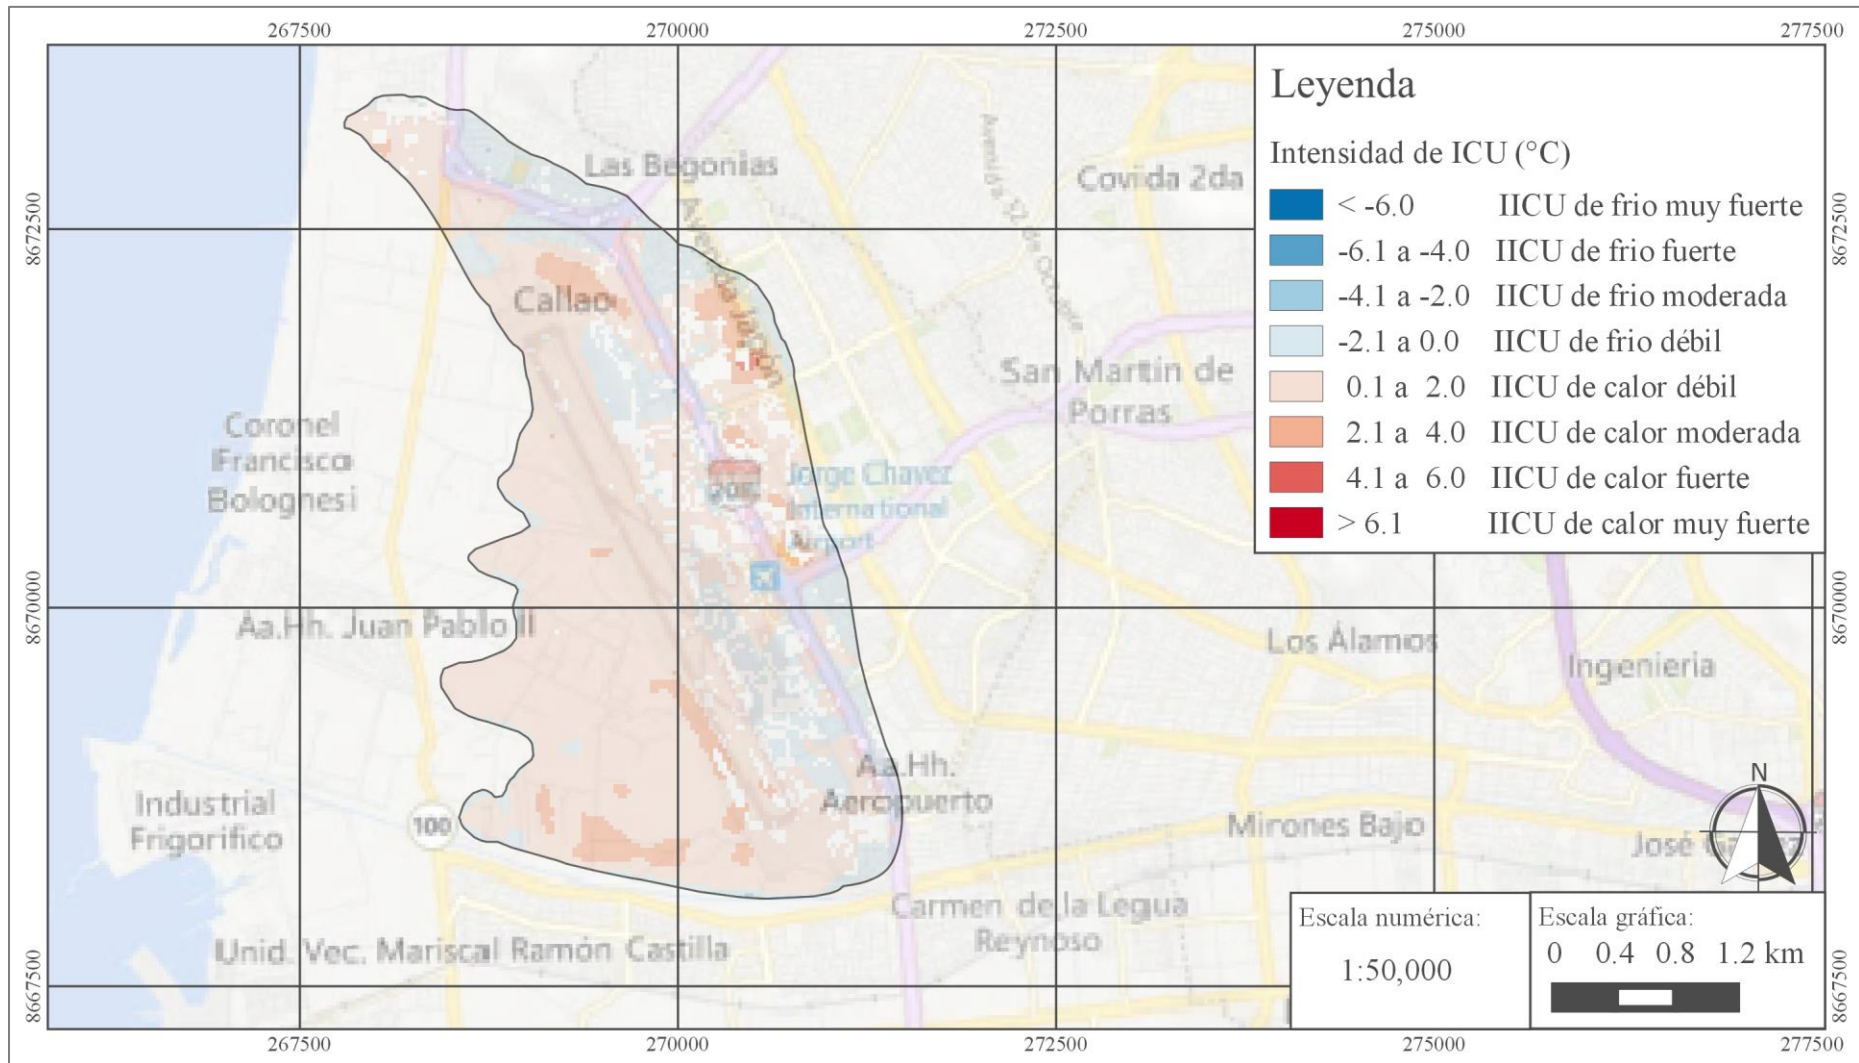 267500 270000 272500 275000 277500
8672500
8670000
8667500
Leyenda
Intensidad de ICU (°C)
< -6.0 IICU de frio muy fuerte
-6.1 a -4.0 IICU de frio fuerte
-4.1 a -2.0 IICU de frio moderada
-2.1 a 0.0 IICU de frio débil
0.1 a 2.0 IICU de calor débil
2.1 a 4.0 IICU de calor moderada
4.1 a 6.0 IICU de calor fuerte
> 6.1 IICU de calor muy fuerte
8672500
8670000
8667500
Las Begonias
Covida 2da
Avenida 12 de Octubre
Callao
San Martin de
Porras
Coronel
Francisco
Bolognesi
Jorge Chavez
International
Airport
Aa.Hh. Juan Pablo II
Los Álamos
Ingenieria
Aa.Hh.
Aeropuerto
Industrial
Frigorifico
100
Mirones Bajo
José
N
Carmen de la Legua
Reynoso
Unid. Vec. Mariscal Ramón Castilla
Escala numérica:
1:50,000
Escala gráfica:
0 0.4 0.8 1.2 km
267500 270000 272500 275000 277500